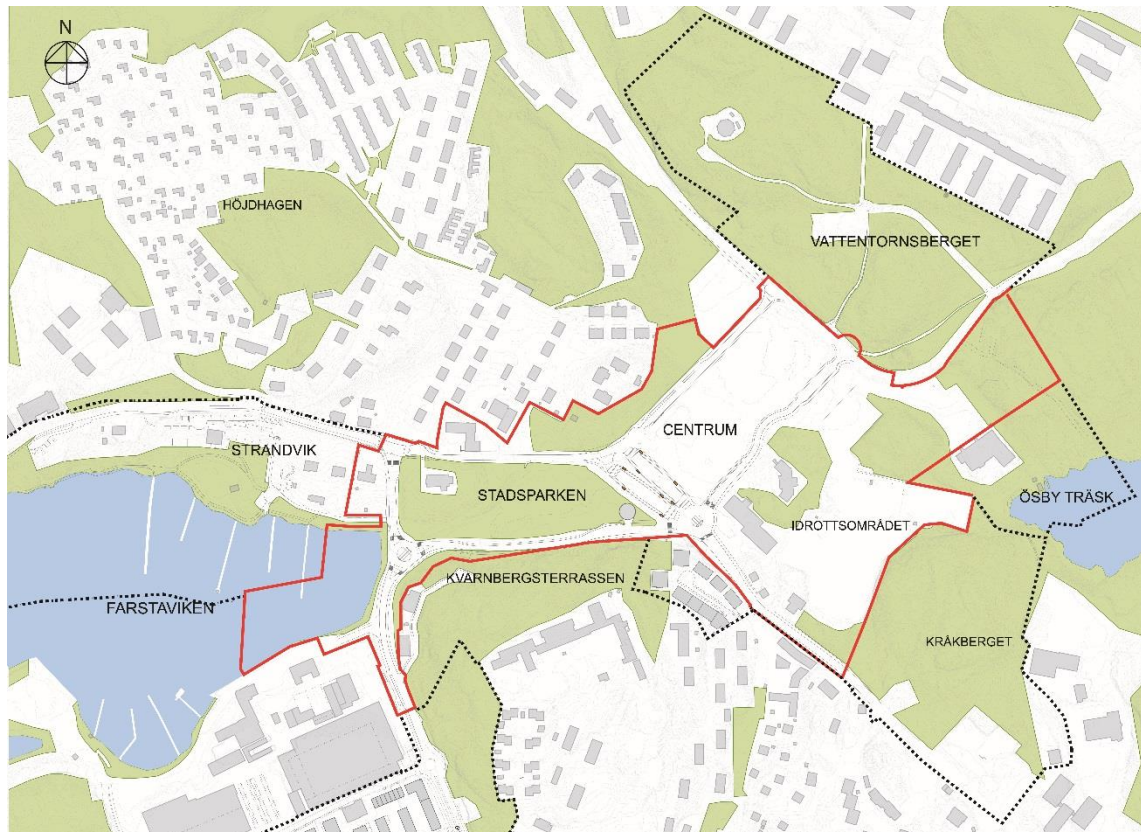 N
HÖJDHAGEN
VATTENTORNSBERGET
CENTRUM
STRANDVIK
STADSPARKEN
ÖSBY TRÄSK
IDROTTSOMRÅDET
KVARNBERGSTERRASSEN
FARSTAVIKEN
KRÅKBERGET